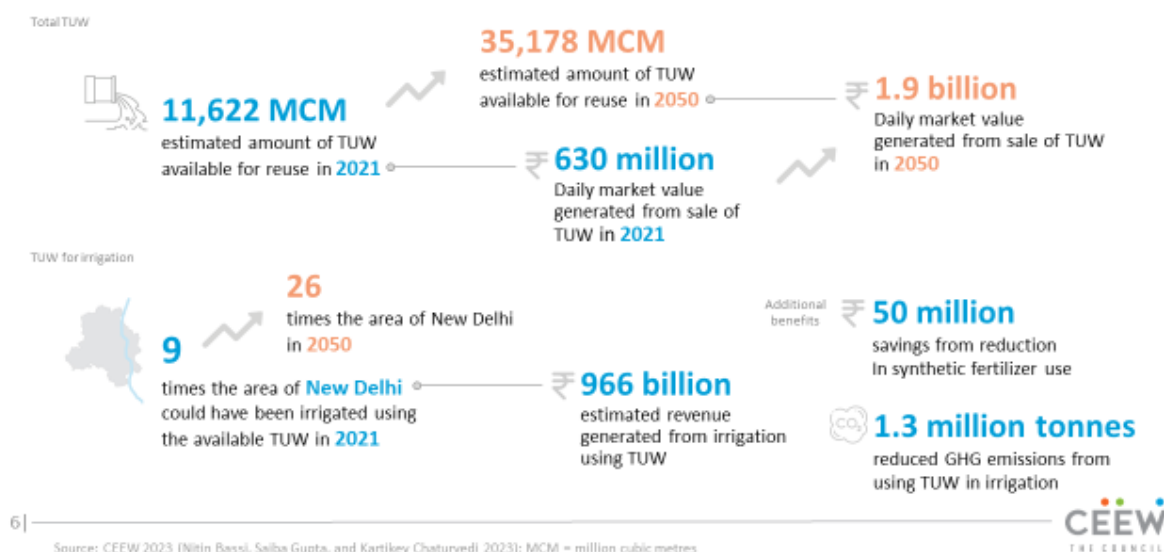 Total TUW
35,178 MCM
estimated amount of TUW
available for reuse in 2050
11,622 MCM
estimated amount of TUW
available for reuse in 2021
₹ 1.9 billion
Daily market value
generated from sale of TUW
in 2050
₹ 630 million
Daily market value
generated from sale of
TUW in 2021
TUW for irrigation
26
times the area of New Delhi
in 2050
9
times the area of New Delhi
could have been irrigated using
the available TUW in 2021
₹ 966 billion
estimated revenue
generated from irrigation
using TUW
Additional
benefits
₹ 50 million
savings from reduction
In synthetic fertilizer use
CO₂
1.3 million tonnes
reduced GHG emissions from
using TUW in irrigation
6|
CEEW
THE COUNCIL
Source: CEEW 2023 (Nitin Bassi, Saiba Gupta, and Kartikey Chaturvedi 2023); MCM = million cubic metres